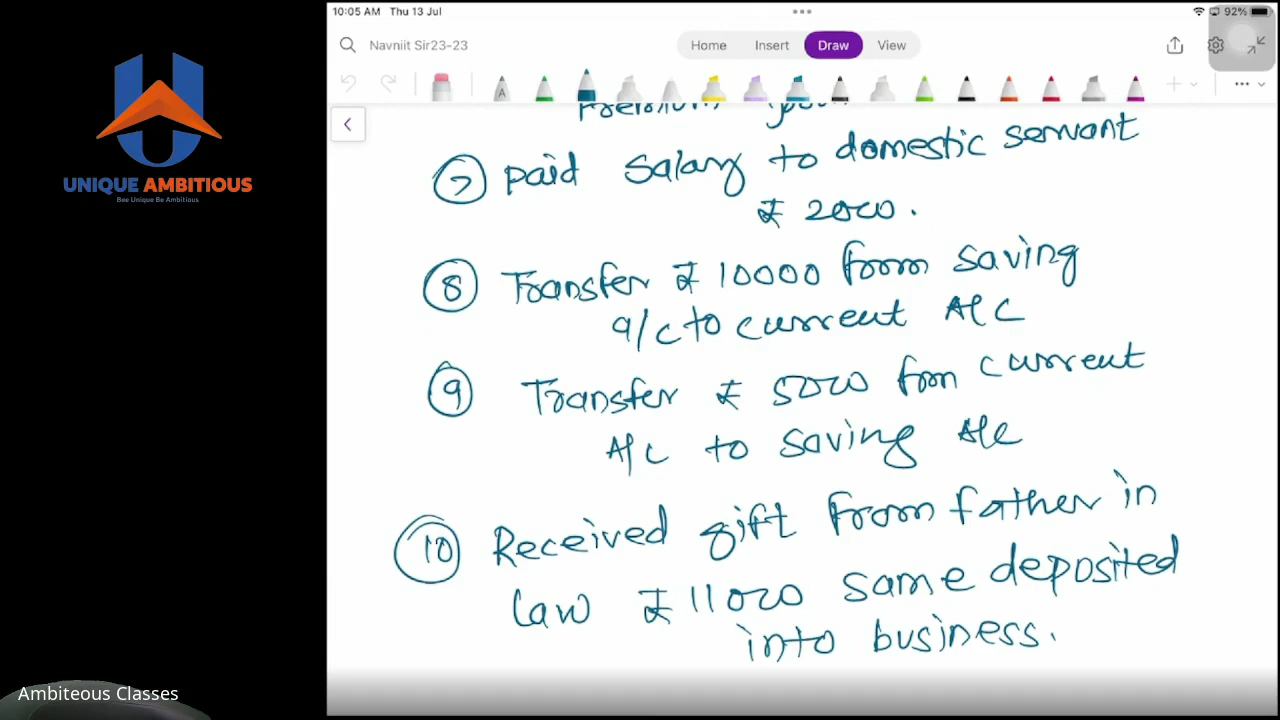 10:05 AM Thu 13 Jul
92%
Navniit Sir23-23
Home Insert Draw View
UNIQUE AMBITIOUS
Bee Unique Be Ambitious
7 paid salary to domestic servant
₹ 2000.
8 Transfer ₹ 10000 from saving
a/c to current A/C
9 Transfer ₹ 5000 from current
A/C to saving A/C
10 Received gift from father in
law ₹ 11000 same deposited
into business.
Ambiteous Classes